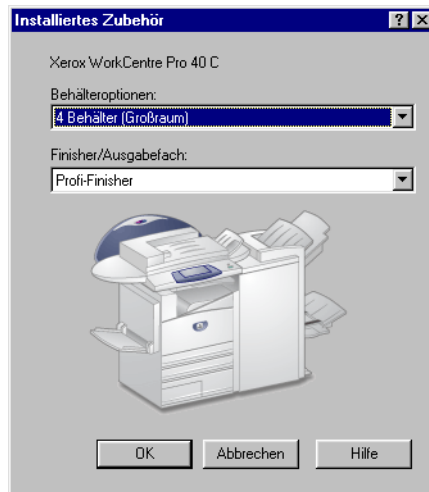 Installiertes Zubehör
Xerox WorkCentre Pro 40 C
Behälteroptionen:
4 Behälter (Großraum)
Finisher/Ausgabefach:
Profi-Finisher
OK Abbrechen Hilfe